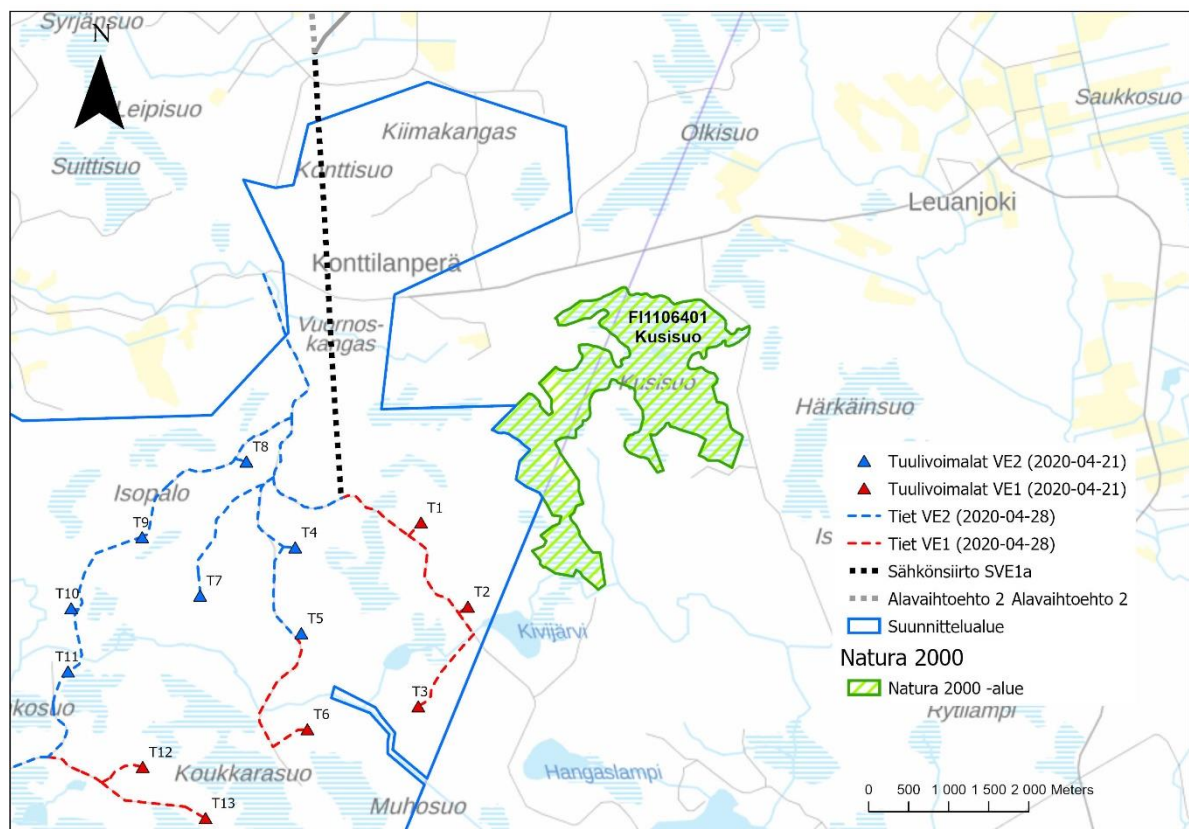 Syrjänsuo
N
Leipisuo
Suittisuo
Kiimakangas
Konttisuo
Olkisuo
Saukkosuo
Leuanjoki
Konttilanperä
Vuornos-
kangas
FI1106401
Kusisuo
Kusisuo
Härkäinsuo
T8
Isopalo
T9
T1
T4
T7
T10
T2
T5
Kivijärvi
T11
T3
T6
T12
Koukkarasuo
T13
Hangaslampi
Muhosuo
Rytilampi
Tuulivoimalat VE2 (2020-04-21)
Tuulivoimalat VE1 (2020-04-21)
Tiet VE2 (2020-04-28)
Tiet VE1 (2020-04-28)
Sähkönsiirto SVE1a
Alavaihtoehto 2 Alavaihtoehto 2
Suunnittelualue
Natura 2000
Natura 2000 -alue
0 500 1 000 1 500 2 000 Meters